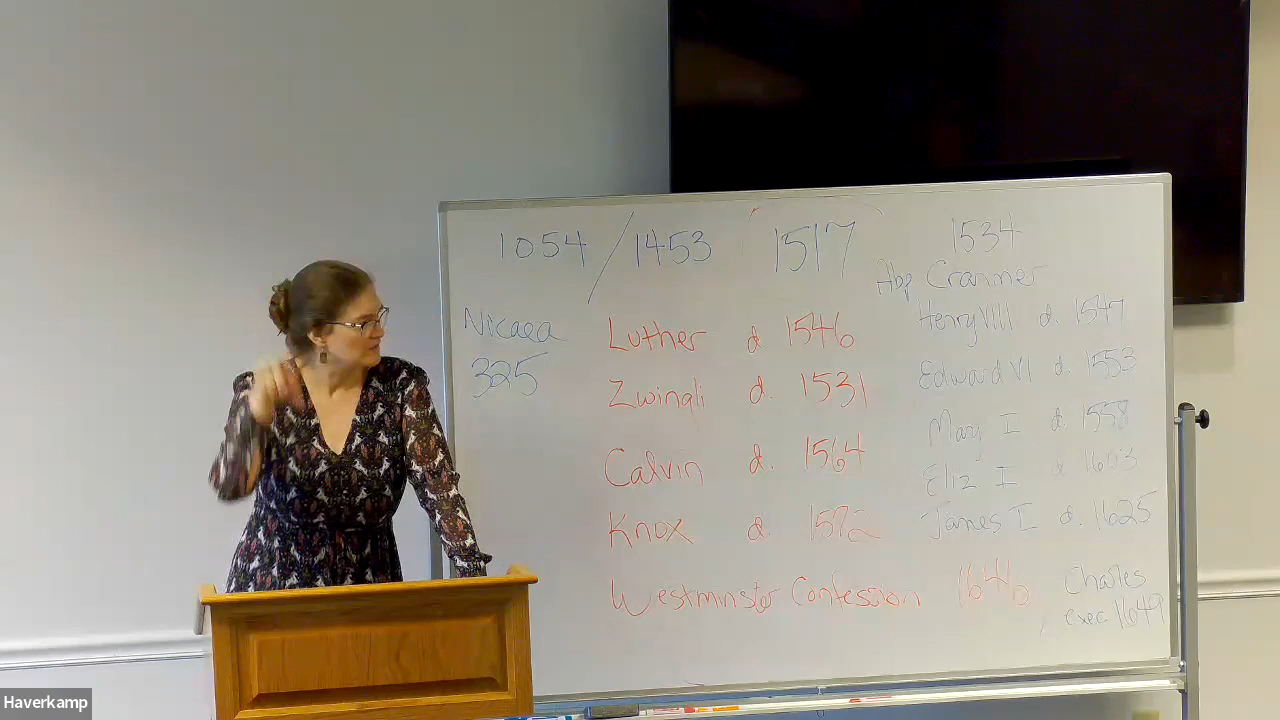 1054 / 1453
1517
1534
Abp Cranmer
Nicaea
325
Luther d. 1546
Zwingli d. 1531
Calvin d. 1564
Knox d. 1572
Westminster Confession 1646
Henry VIII d. 1547
Edward VI d. 1553
Mary I d. 1558
Eliz I d. 1603
James I d. 1625
Charles
exec 1649
Haverkamp